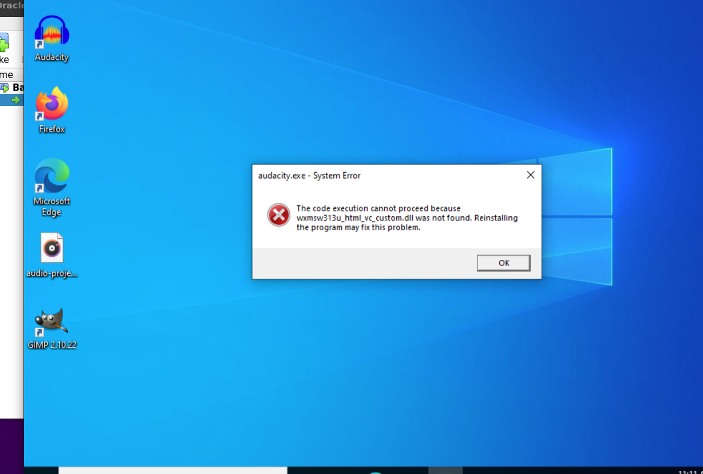 Oracle
Audacity
ke
me
Ba
Firefox
audacity.exe - System Error
Microsoft
Edge
The code execution cannot proceed because
wxmsw313u_html_vc_custom.dll was not found. Reinstalling
the program may fix this problem.
OK
audio-proje...
GIMP 2.10.22